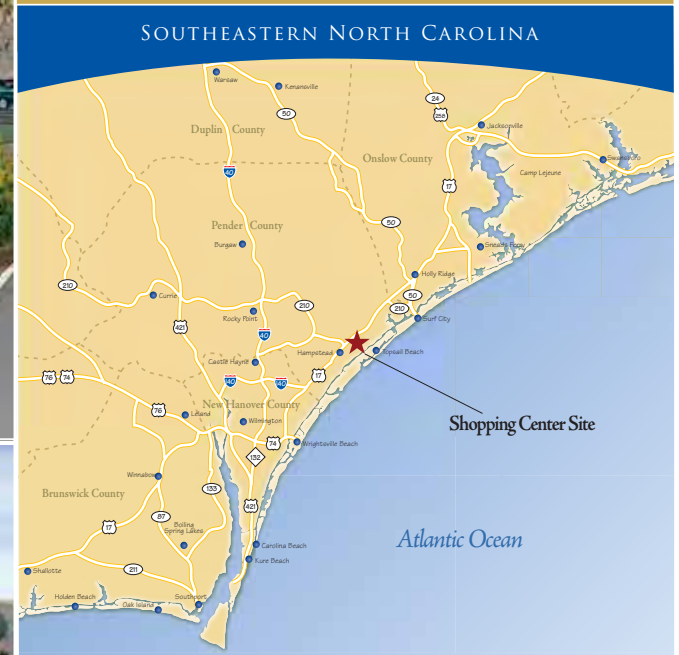 SOUTHEASTERN NORTH CAROLINA
Warsaw
Kenansville
24
258
50
Duplin County
Jacksonville
Onslow County
Swansboro
40
Camp Lejeune
17
50
Pender County
Burgaw
Sneads Ferry
Holly Ridge
210
Currie
50
210
210
Rocky Point
Surf City
421
40
Hampstead
Topsail Beach
Castle Hayne
17
76 74
40
40
New Hanover County
76
Leland
Wilmington
Shopping Center Site
74
Wrightsville Beach
132
Winnabow
Brunswick County
133
421
87
17
Boiling
Spring Lakes
Atlantic Ocean
Carolina Beach
Kure Beach
Shallotte
211
Holden Beach
Oak Island
Southport